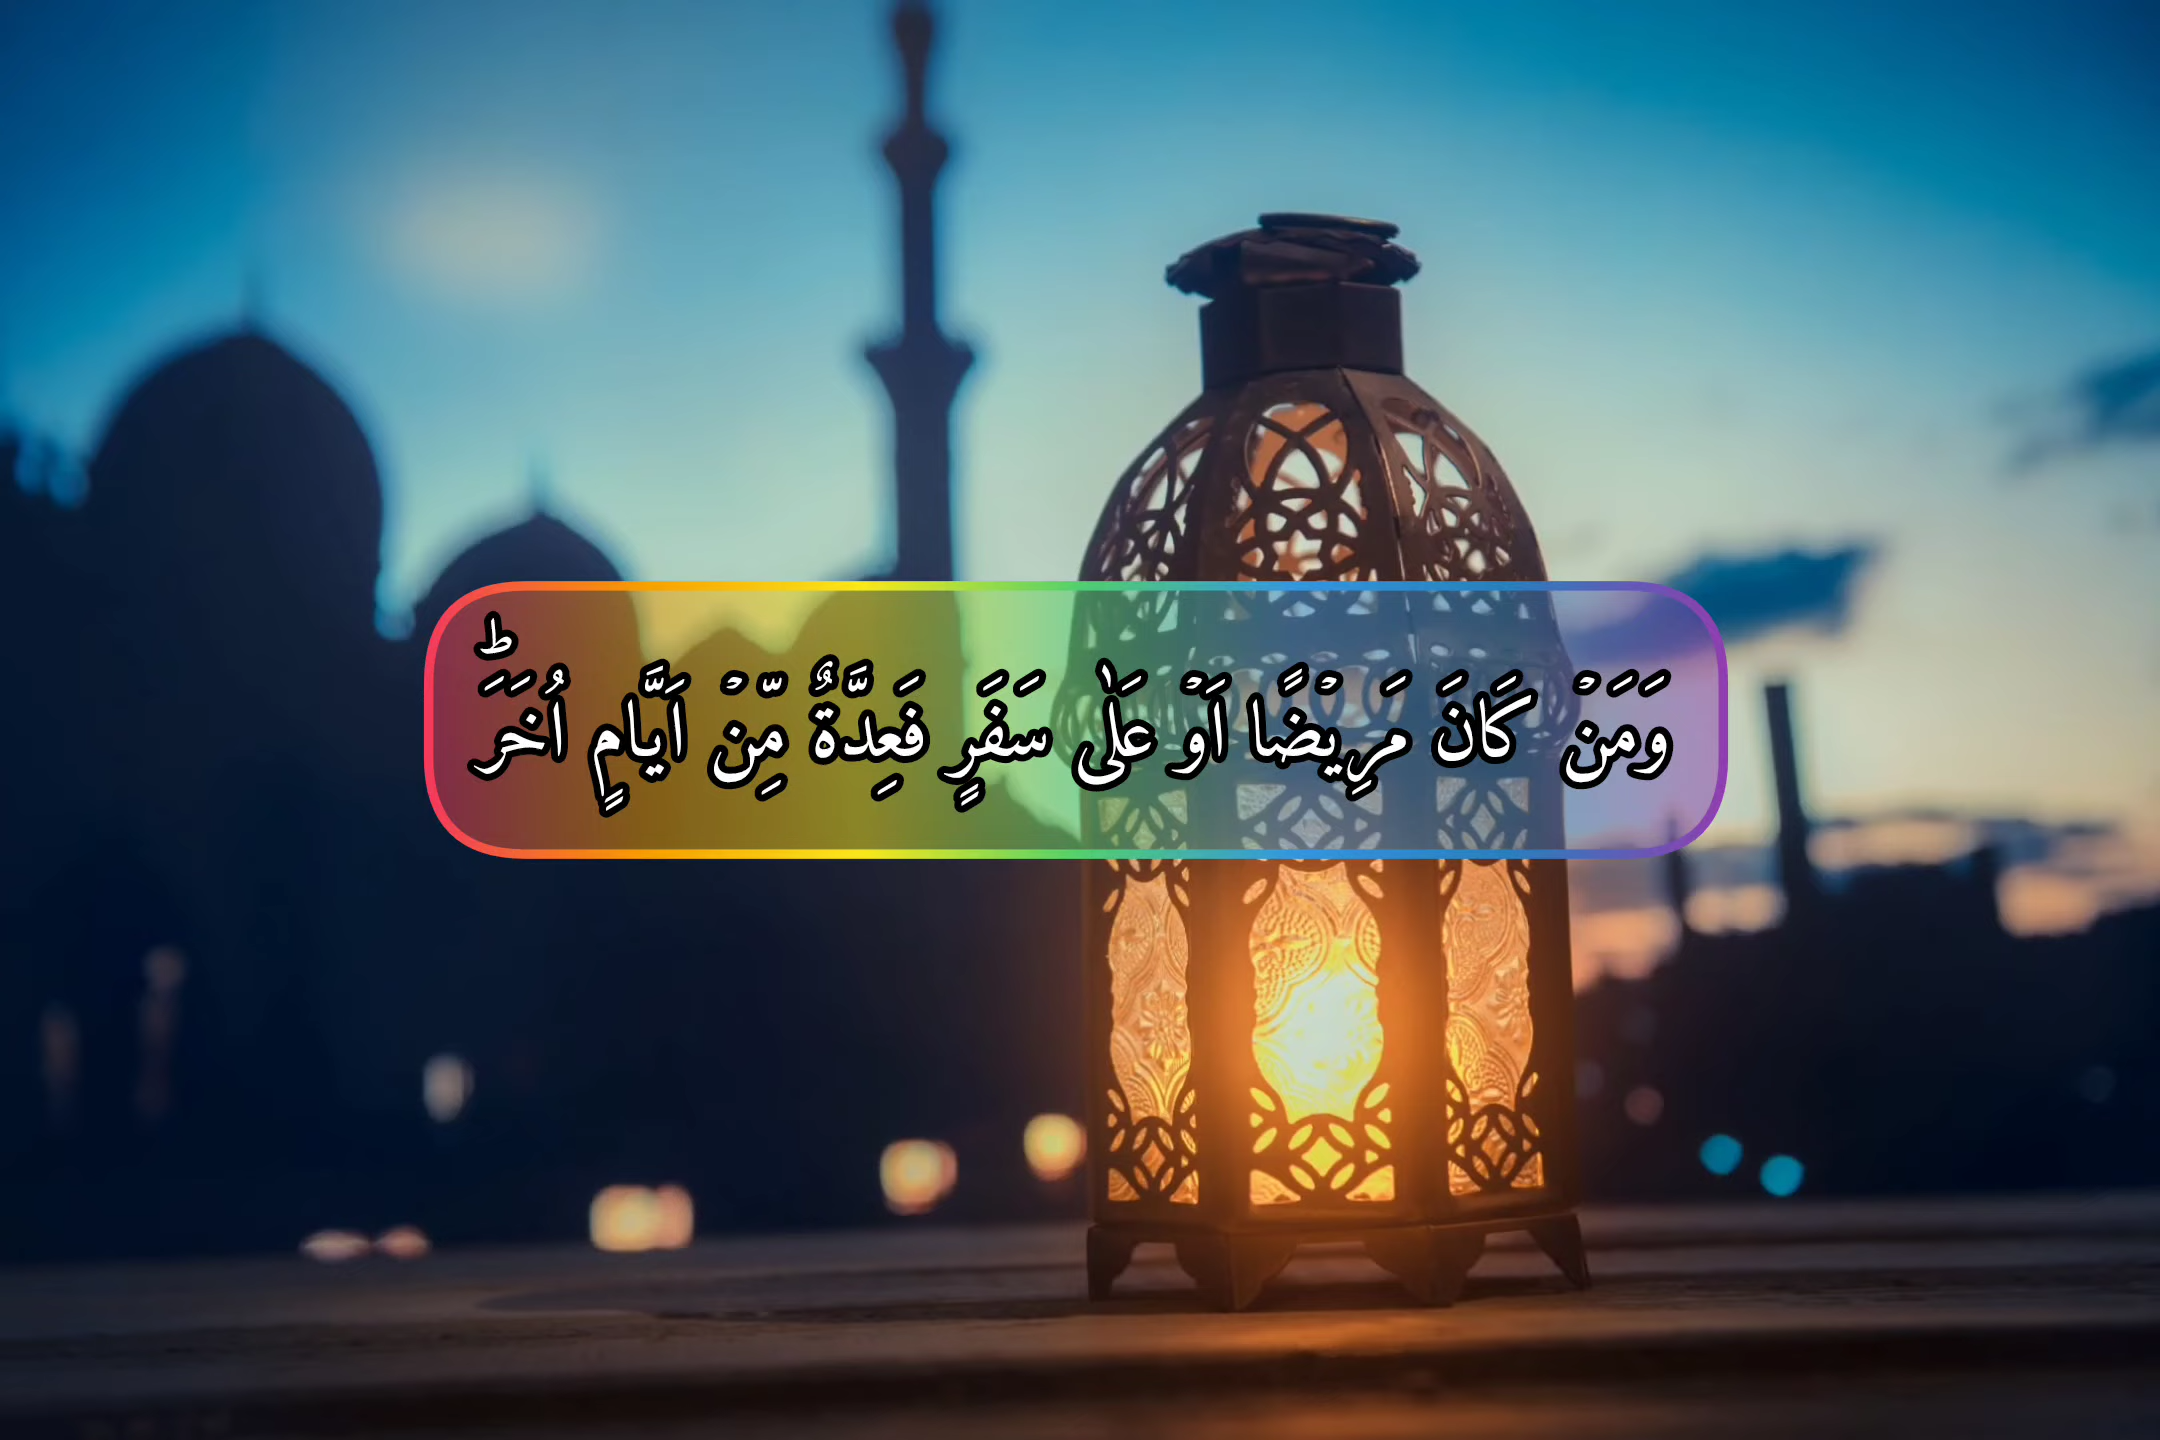 وَمَنۡ کَانَ مَرِیۡضًا اَوۡ عَلٰی سَفَرٍ فَعِدَّۃٌ مِّنۡ اَیَّامٍ اُخَرَؕ